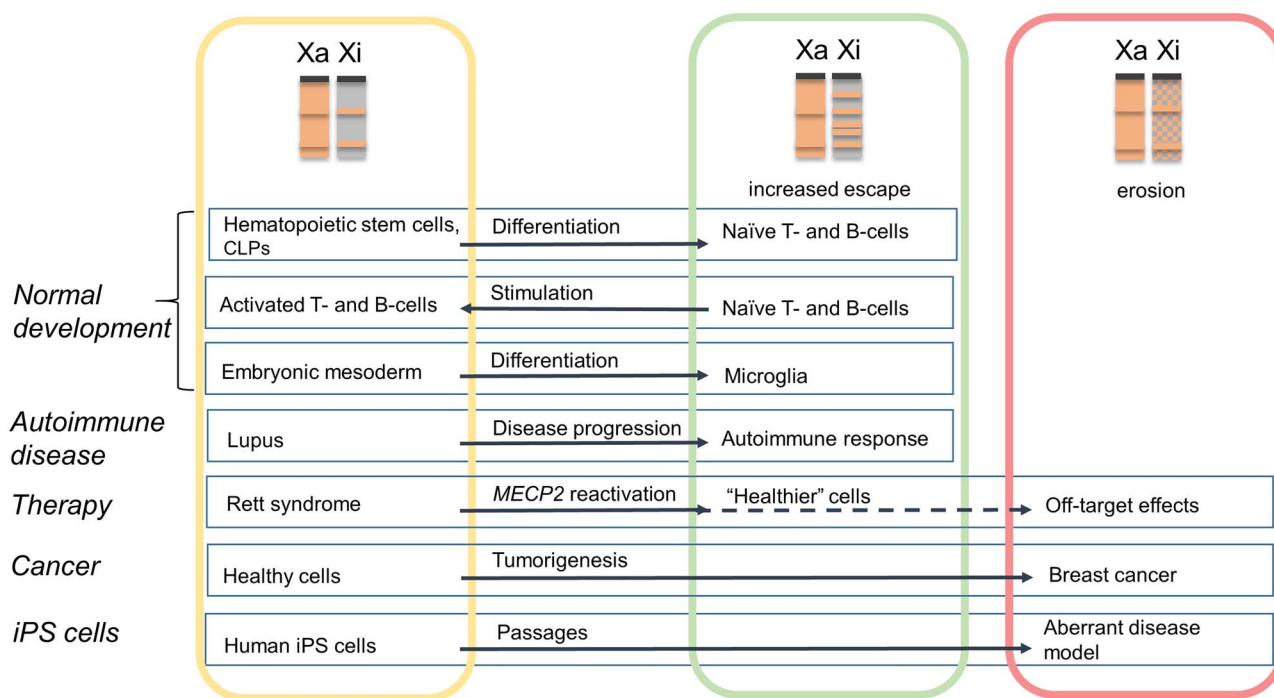 Xa Xi
Xa Xi
Xa Xi
increased escape
erosion
Normal
development
Hematopoietic stem cells,
CLPs
Differentiation
Naïve T- and B-cells
Activated T- and B-cells
Stimulation
Naïve T- and B-cells
Embryonic mesoderm
Differentiation
Microglia
Autoimmune
disease
Lupus
Disease progression
Autoimmune response
Therapy
Rett syndrome
MECP2 reactivation
“Healthier” cells
Off-target effects
Cancer
Healthy cells
Tumorigenesis
Breast cancer
iPS cells
Human iPS cells
Passages
Aberrant disease
model